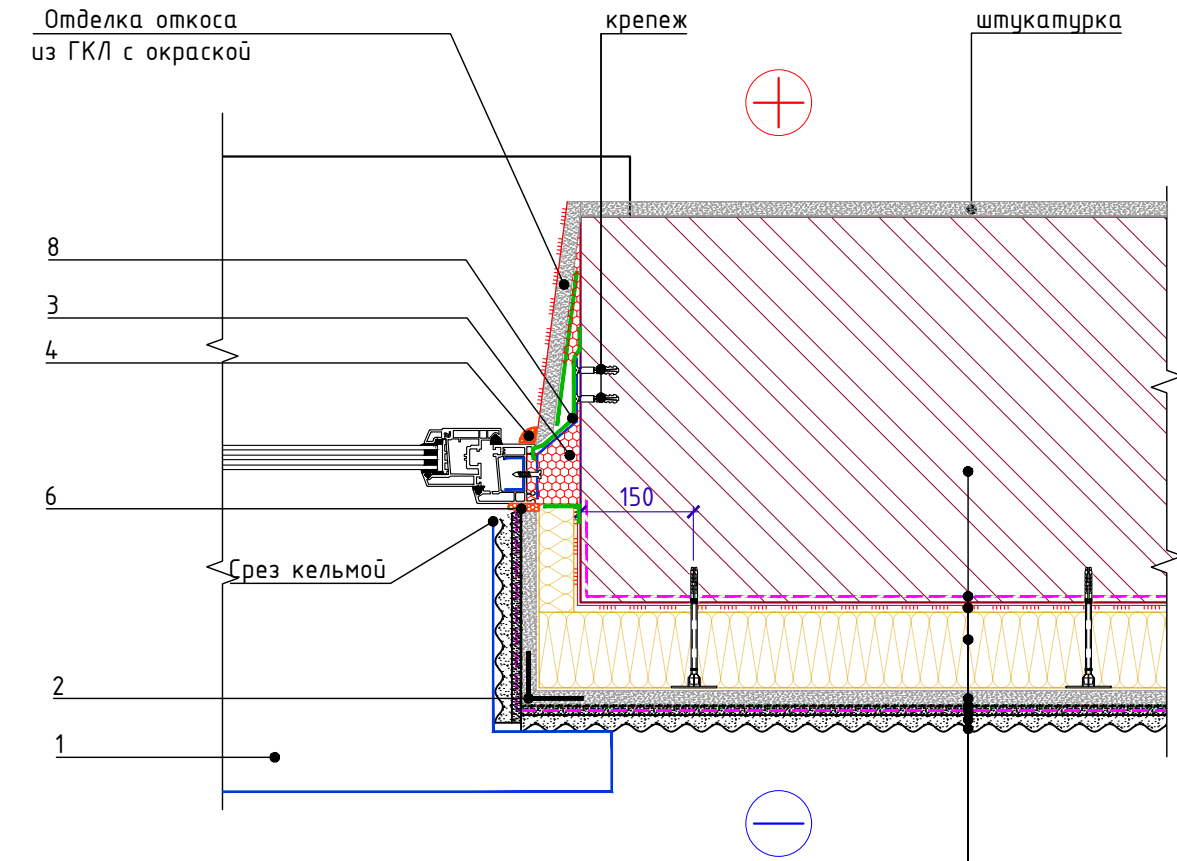 Отделка откоса
из ГКЛ с окраской
крепеж
штукатурка
8
3
4
6
150
Срез кельмой
2
1